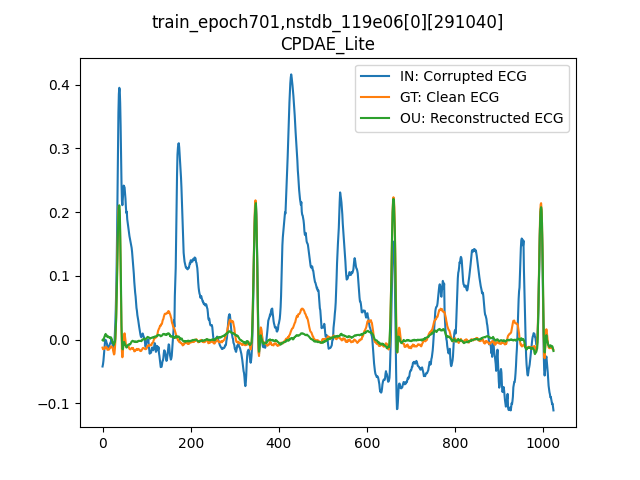 train_epoch701,nstdb_119e06[0][291040]
CPDAE_Lite
IN: Corrupted ECG
GT: Clean ECG
OU: Reconstructed ECG
0.4
0.3
0.2
0.1
0.0
−0.1
0 200 400 600 800 1000